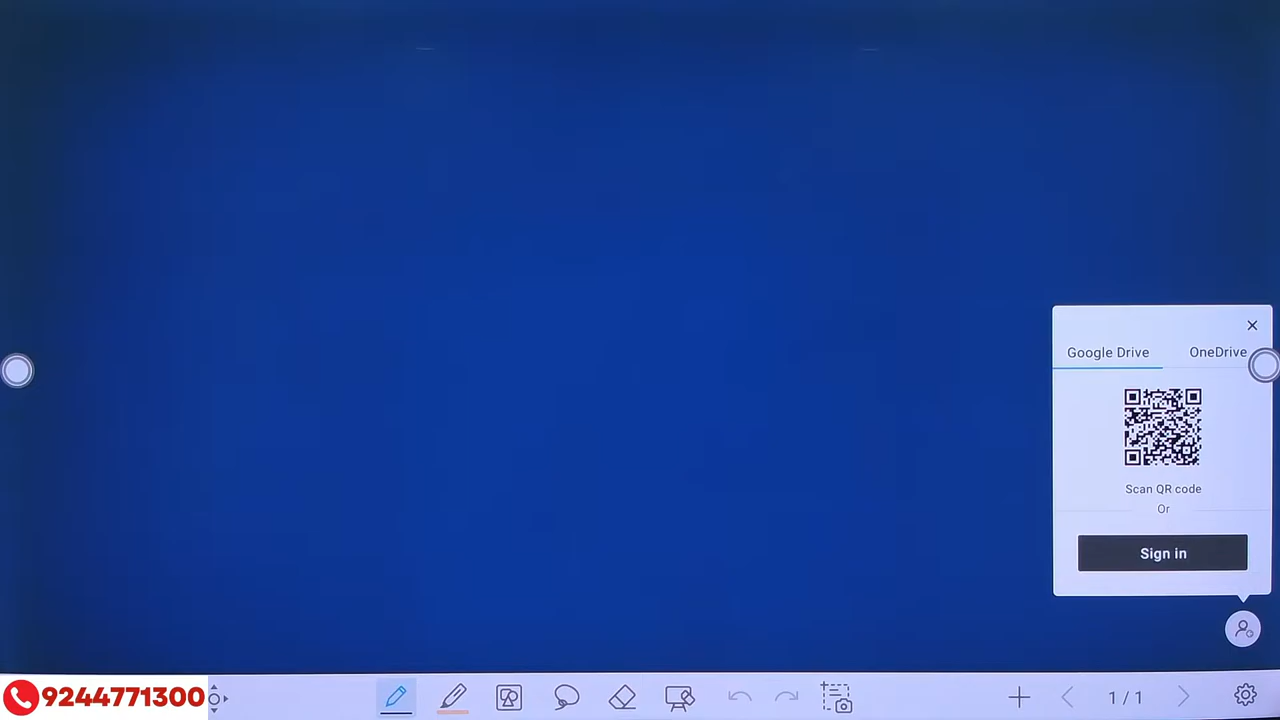 Google Drive OneDrive
Scan QR code
Or
Sign in
9244771300
1 / 1